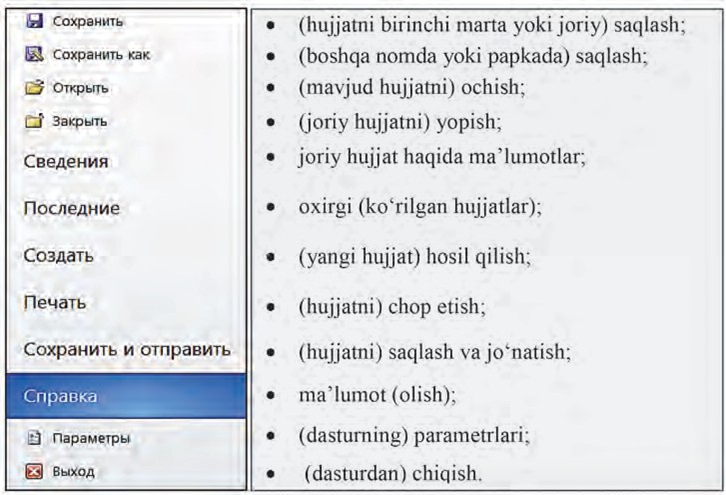 Сохранить • (hujjatni birinchi marta yoki joriy) saqlash;
Сохранить как • (boshqa nomda yoki papkada) saqlash;
Открыть • (mavjud hujjatni) ochish;
Закрыть • (joriy hujjatni) yopish;
Сведения • joriy hujjat haqida ma’lumotlar;
Последние • oxirgi (ko‘rilgan hujjatlar);
Создать • (yangi hujjat) hosil qilish;
Печать • (hujjatni) chop etish;
Сохранить и отправить • (hujjatni) saqlash va jo‘natish;
Справка • ma’lumot (olish);
Параметры • (dasturning) parametrlari;
Выход • (dasturdan) chiqish.